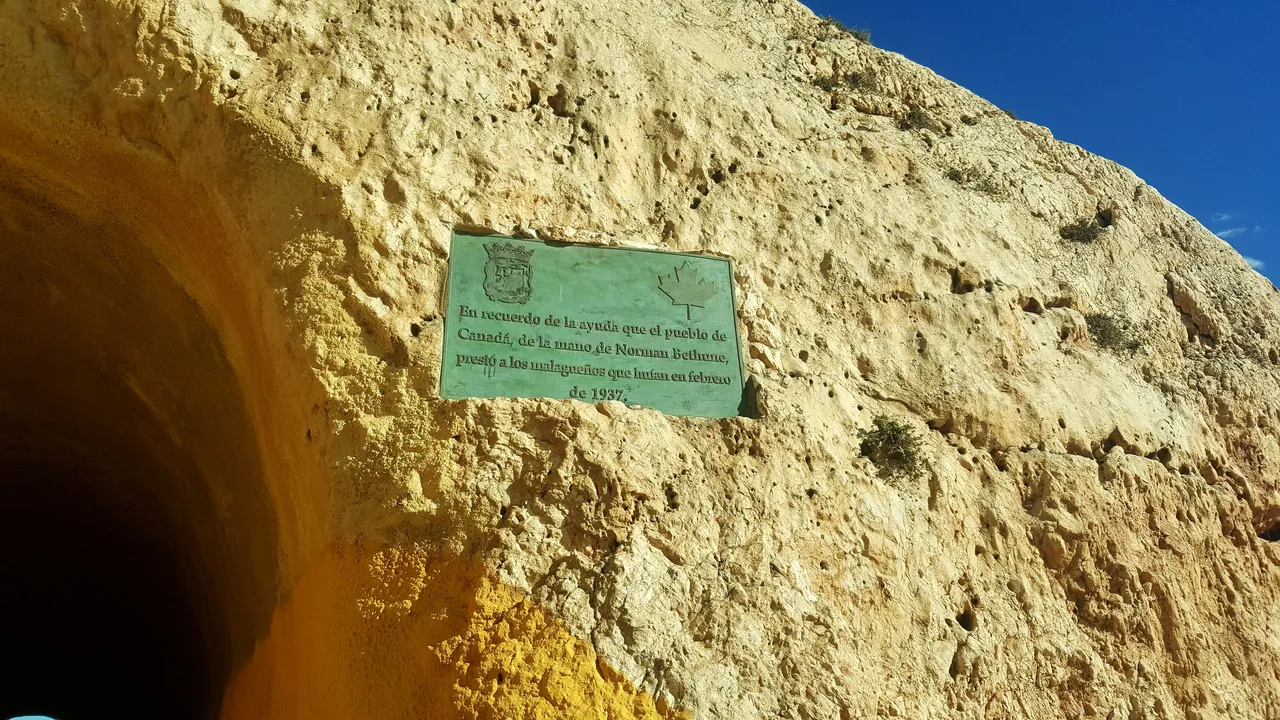 En recuerdo de la ayuda que el pueblo de
Canadá, de la mano de Norman Bethune,
prestó a los malagueños que huían en febrero
de 1937.